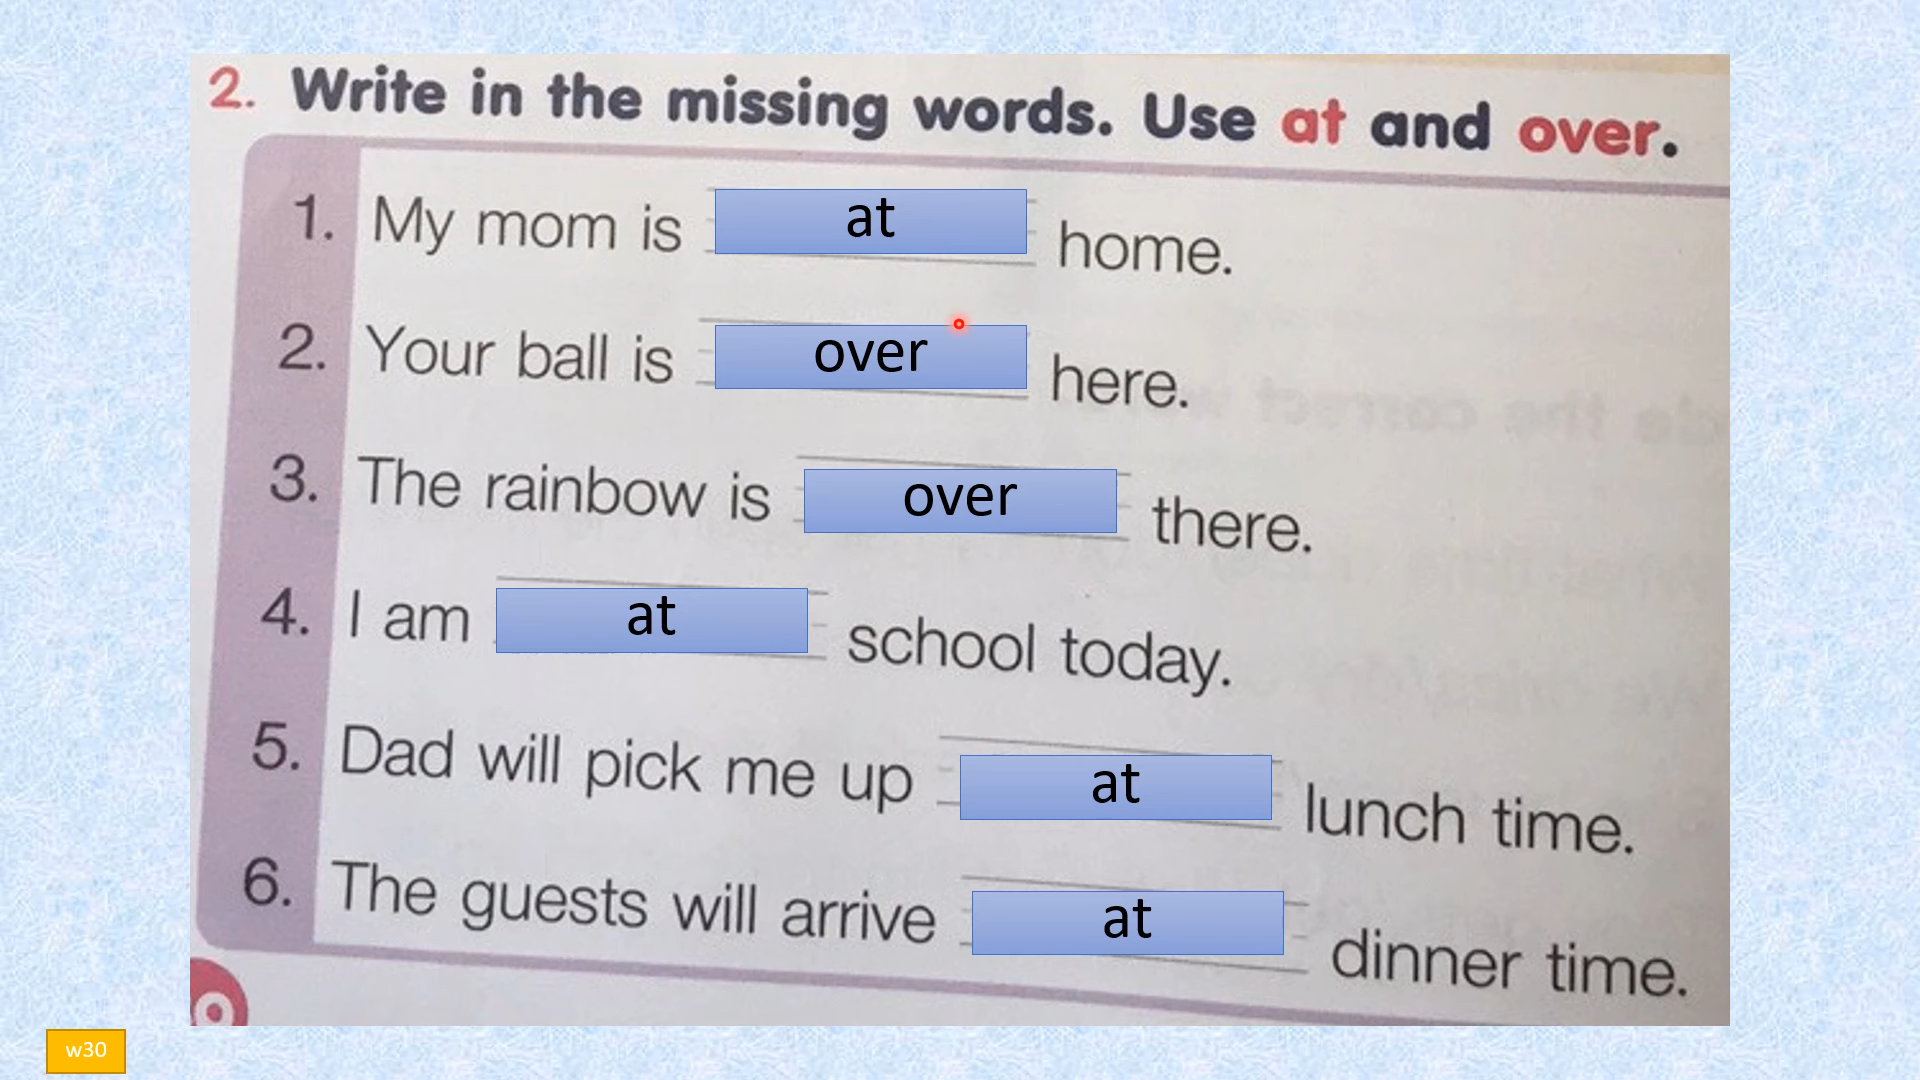 2. Write in the missing words. Use at and over.
1. My mom is at home.
2. Your ball is over here.
3. The rainbow is over there.
4. I am at school today.
5. Dad will pick me up at lunch time.
6. The guests will arrive at dinner time.
w30